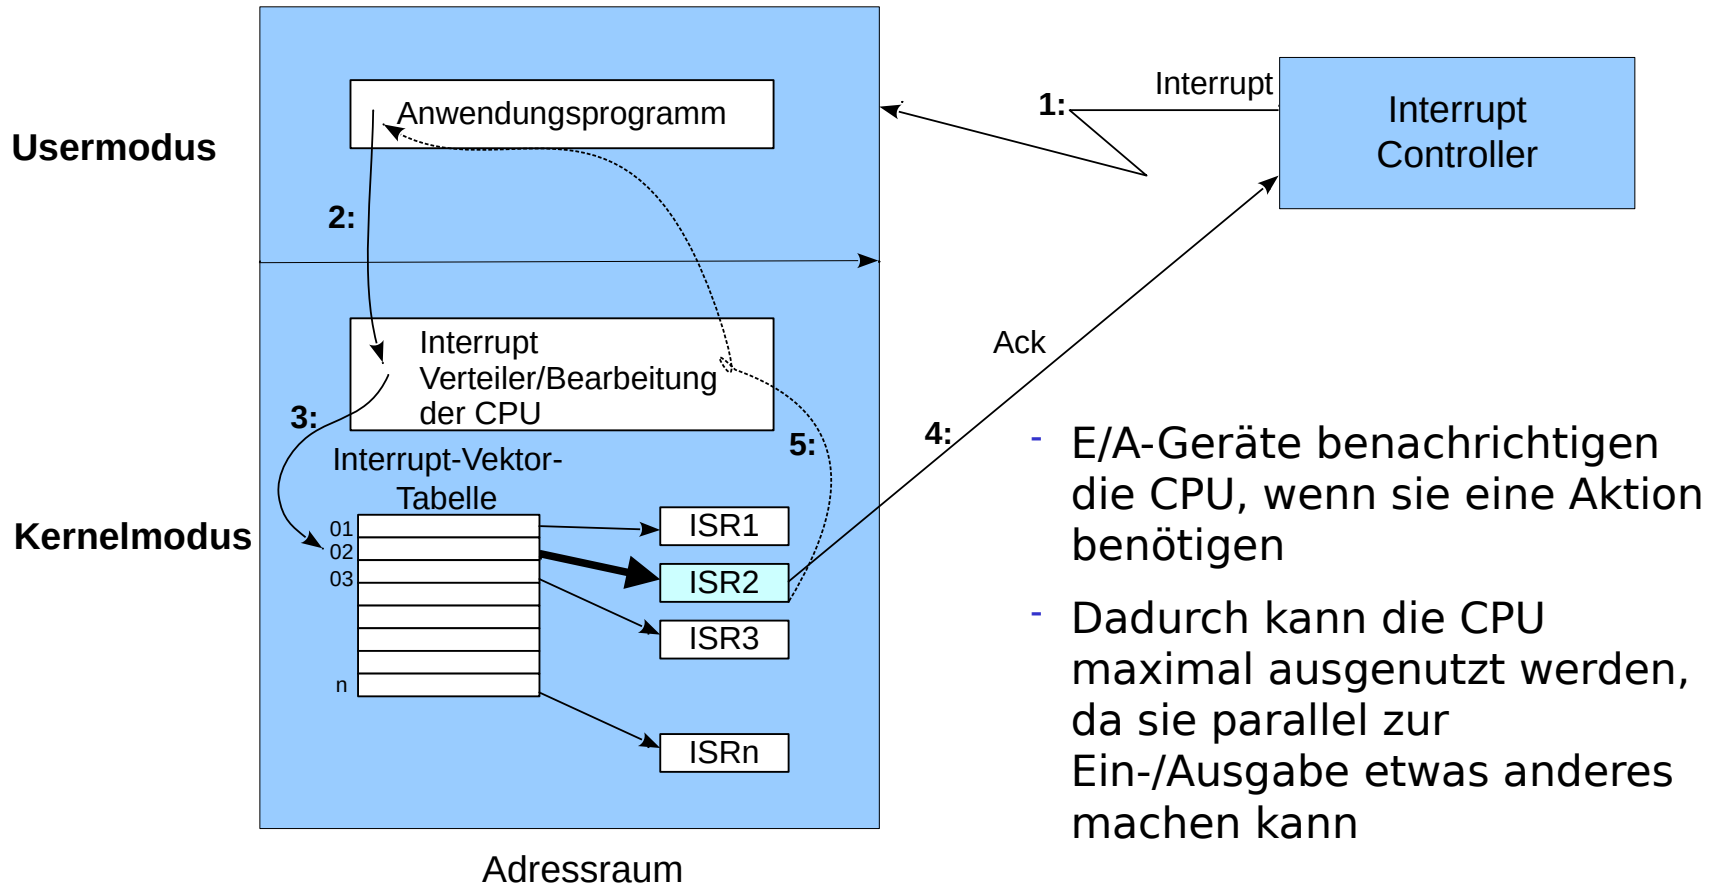 Usermodus
Anwendungsprogramm
2:
1:
Interrupt
Interrupt
Controller
Interrupt
Verteiler/Bearbeitung
der CPU
3:
5:
Ack
4:
Kernelmodus
Interrupt-Vektor-
Tabelle
01
02
03
n
ISR1
ISR2
ISR3
ISRn
Adressraum
- E/A-Geräte benachrichtigen
die CPU, wenn sie eine Aktion
benötigen
- Dadurch kann die CPU
maximal ausgenutzt werden,
da sie parallel zur
Ein-/Ausgabe etwas anderes
machen kann